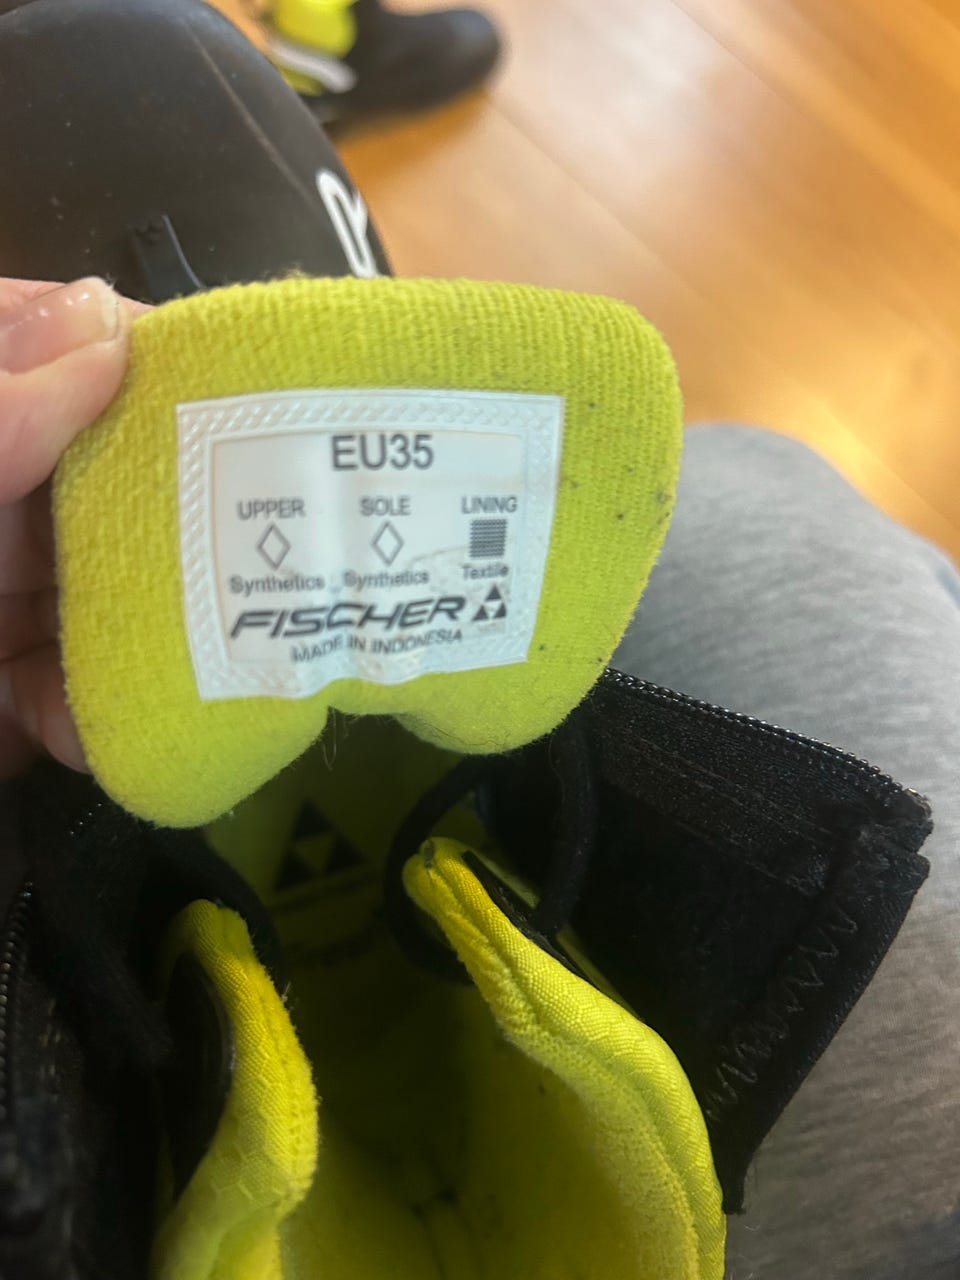 EU35
UPPER SOLE LINING
Synthetics Synthetics Textile
FISCHER
MADE IN INDONESIA